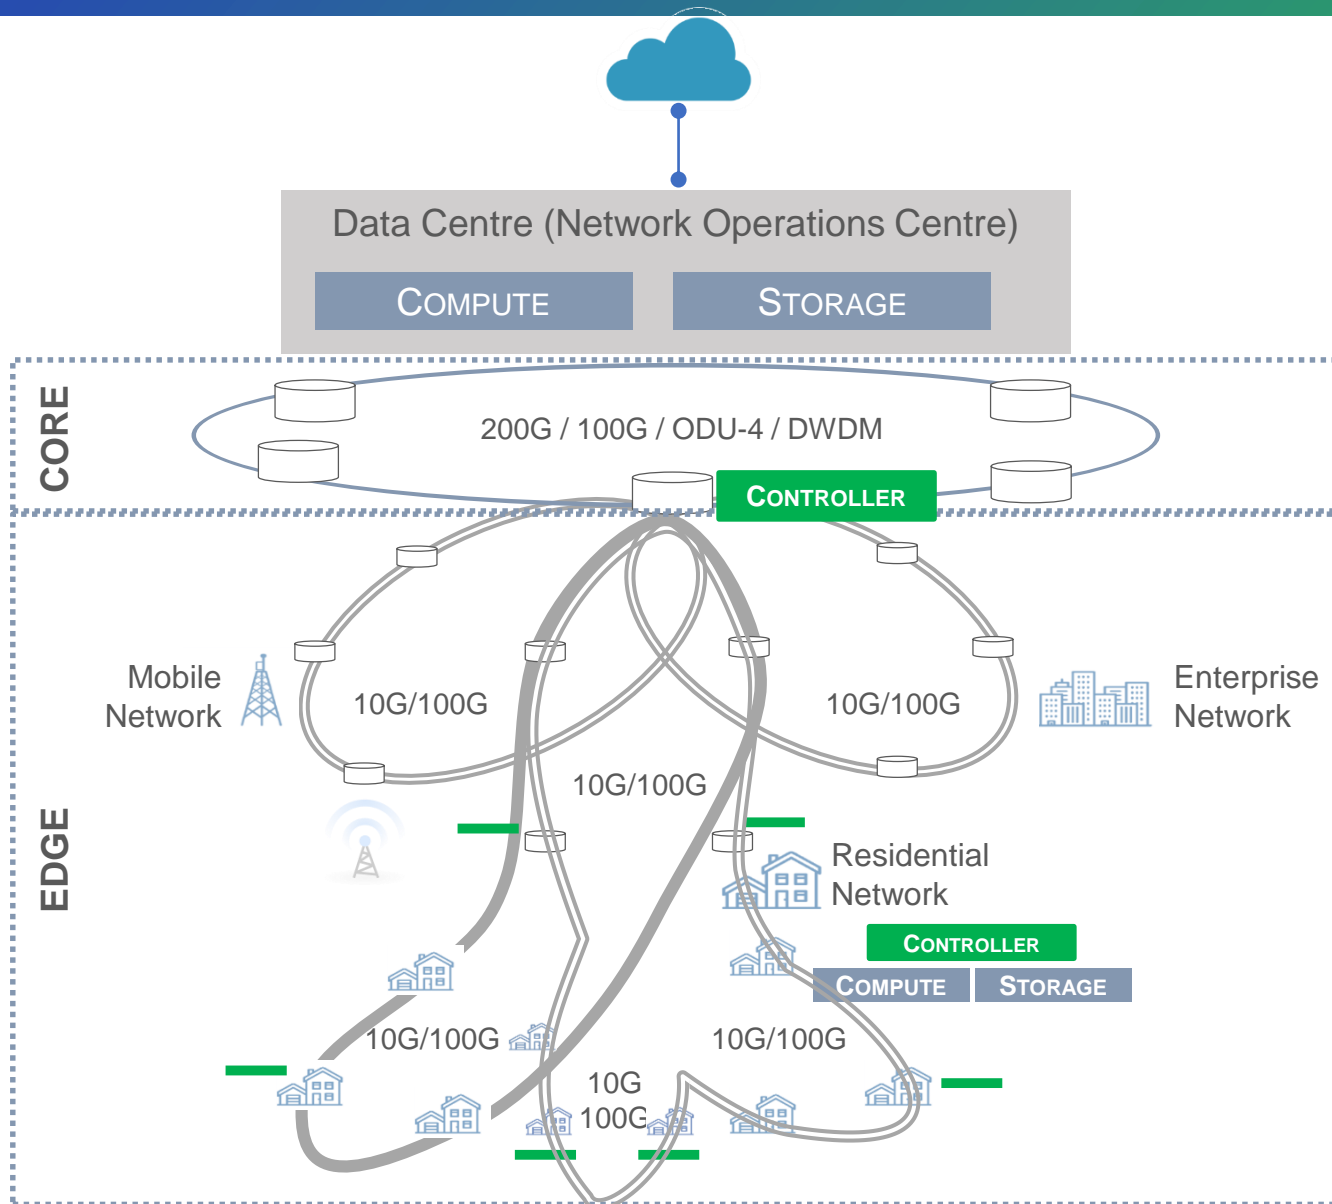 Data Centre (Network Operations Centre)
COMPUTE
STORAGE
CORE
200G / 100G / ODU-4 / DWDM
CONTROLLER
EDGE
Mobile
Network
10G/100G
10G/100G
Enterprise
Network
10G/100G
Residential
Network
CONTROLLER
COMPUTE
STORAGE
10G/100G
10G/100G
10G
100G